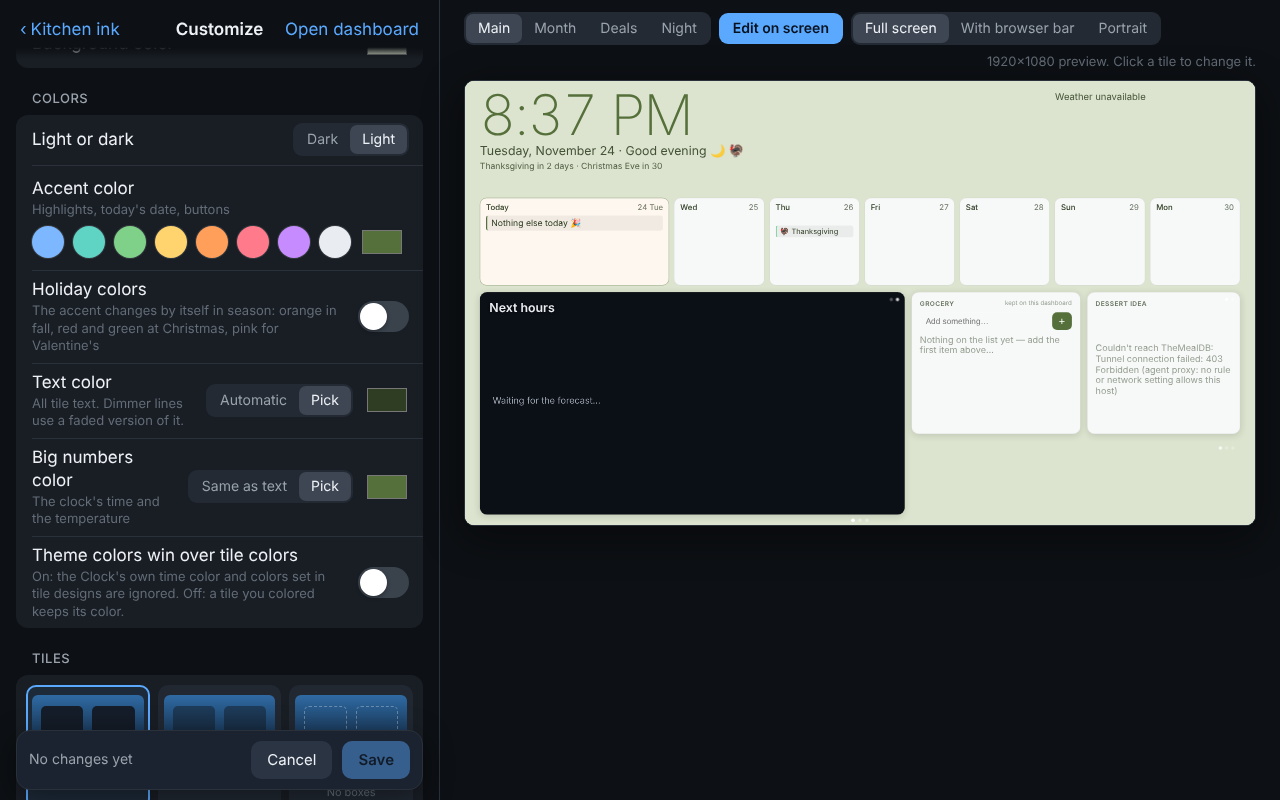 ‹ Kitchen ink
Customize
Open dashboard
Background color
COLORS
Light or dark
Dark
Light
Accent color
Highlights, today's date, buttons
Holiday colors
The accent changes by itself in season: orange in
fall, red and green at Christmas, pink for
Valentine's
Text color
All tile text. Dimmer lines
use a faded version of it.
Automatic
Pick
Big numbers
color
The clock's time and
the temperature
Same as text
Pick
Theme colors win over tile colors
On: the Clock's own time color and colors set in
tile designs are ignored. Off: a tile you colored
keeps its color.
TILES
No boxes
No changes yet
Cancel
Save
Main
Month
Deals
Night
Edit on screen
Full screen
With browser bar
Portrait
1920×1080 preview. Click a tile to change it.
8:37 PM
Weather unavailable
Tuesday, November 24 · Good evening 🌙 🦃
Thanksgiving in 2 days · Christmas Eve in 30
Today
24 Tue
Nothing else today 🎉
Wed
25
Thu
26
🦃 Thanksgiving
Fri
27
Sat
28
Sun
29
Mon
30
Next hours
Waiting for the forecast...
GROCERY
kept on this dashboard
Add something...
+
Nothing on the list yet — add the
first item above...
DESSERT IDEA
Couldn't reach TheMealDB:
Tunnel connection failed: 403
Forbidden (agent proxy: no rule
or network setting allows this
host)